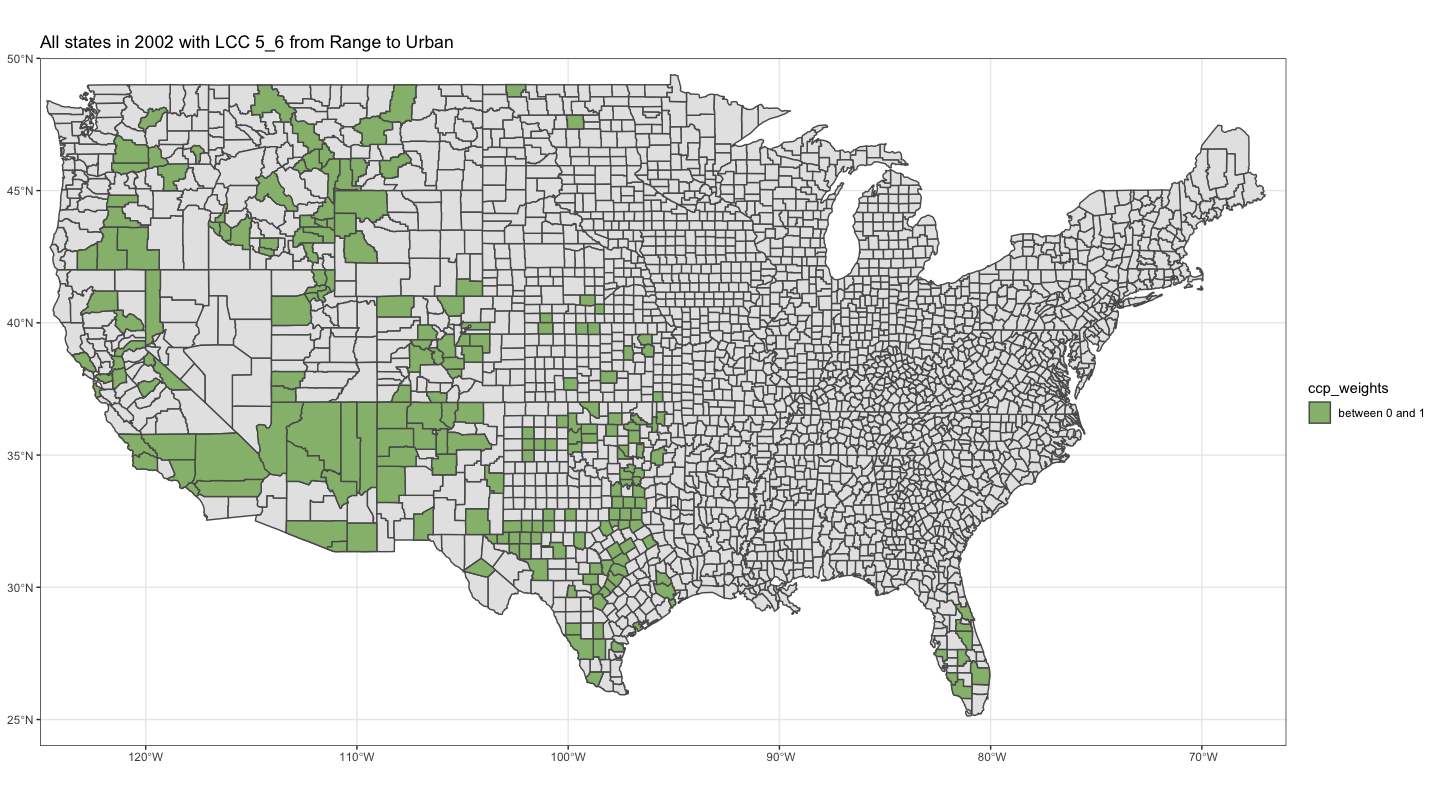 All states in 2002 with LCC 5_6 from Range to Urban
50°N
45°N
40°N
35°N
30°N
25°N
120°W
110°W
100°W
90°W
80°W
70°W
ccp_weights
between 0 and 1